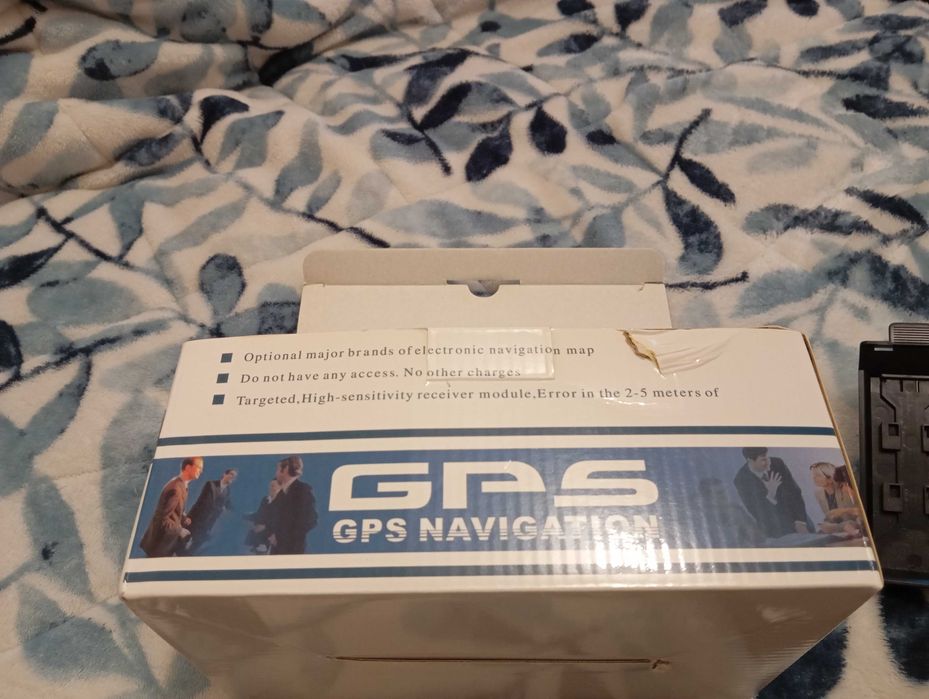 Optional major brands of electronic navigation map
Do not have any access. No other charges
Targeted,High-sensitivity receiver module,Error in the 2-5 meters of
GPS
GPS NAVIGATION